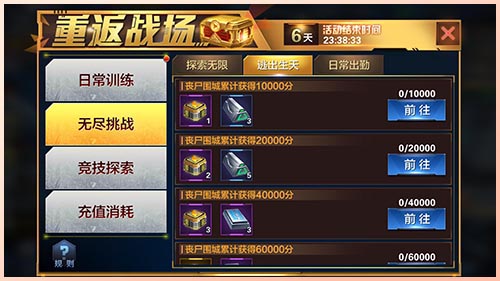 重返战场
6天
活动结束时间
23:38:33
日常训练
无尽挑战
竞技探索
充值消耗
规则
探索无限
逃出生天
日常出勤
丧尸围城累计获得10000分
1
3
0/10000
前往
丧尸围城累计获得20000分
2
5
0/20000
前往
丧尸围城累计获得40000分
3
3
0/40000
前往
丧尸围城累计获得60000分
0/60000